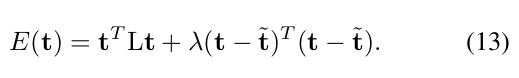 E(t) = t^T Lt + λ(t − t̃)^T (t − t̃). (13)